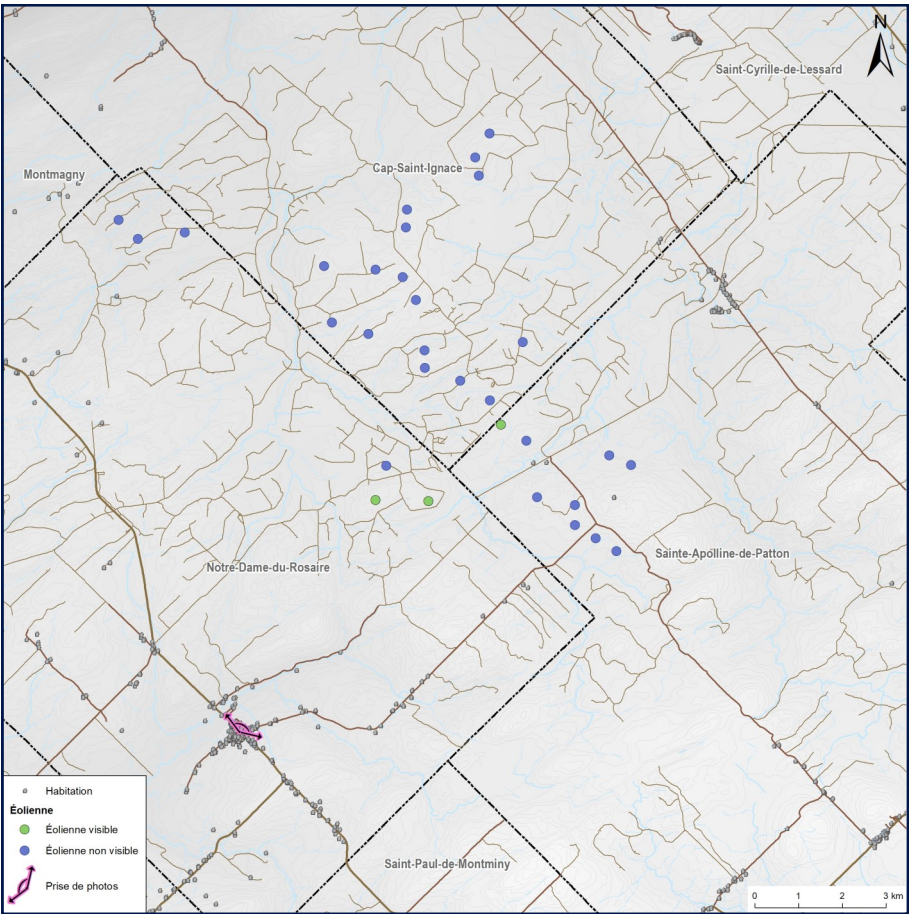 N
Saint-Cyrille-de-Lessard
Cap-Saint-Ignace
Montmagny
Sainte-Apolline-de-Patton
Notre-Dame-du-Rosaire
Habitation
Éolienne
Éolienne visible
Éolienne non visible
Prise de photos
Saint-Paul-de-Montminy
0 1 2 3 km